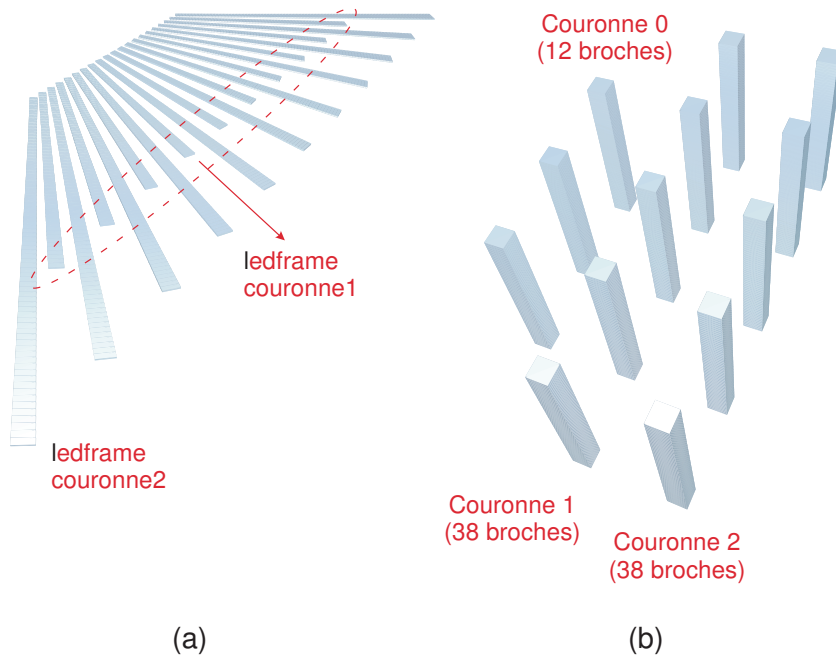 Couronne 0
(12 broches)
ledframe
couronne1
ledframe
couronne2
Couronne 1
(38 broches)
Couronne 2
(38 broches)
(a)
(b)